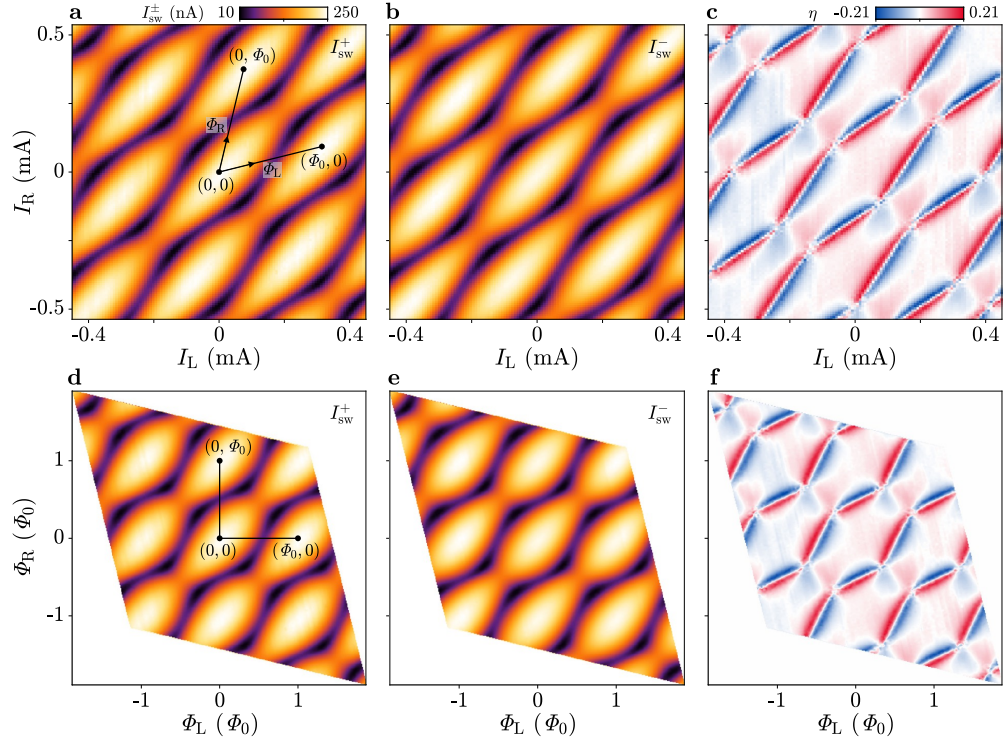 a I±sw (nA) 10 250 b c η -0.21 0.21
I+sw I−sw
0.5
0
-0.5
IR (mA)
(0, Φ0)
ΦR
(0, 0)
ΦL
(Φ0, 0)
-0.4 0 0.4 -0.4 0 0.4 -0.4 0 0.4
IL (mA) IL (mA) IL (mA)
d e f
I+sw I−sw
1
0
-1
ΦR (Φ0)
(0, Φ0)
(0, 0)
(Φ0, 0)
-1 0 1 -1 0 1 -1 0 1
ΦL (Φ0) ΦL (Φ0) ΦL (Φ0)